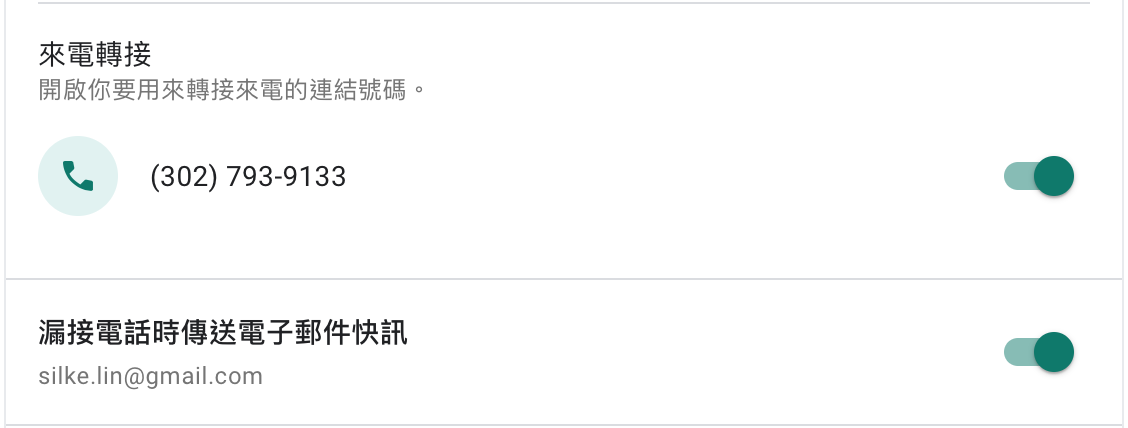 來電轉接
開啟你要用來轉接來電的連結號碼。
(302) 793-9133
漏接電話時傳送電子郵件快訊
silke.lin@gmail.com